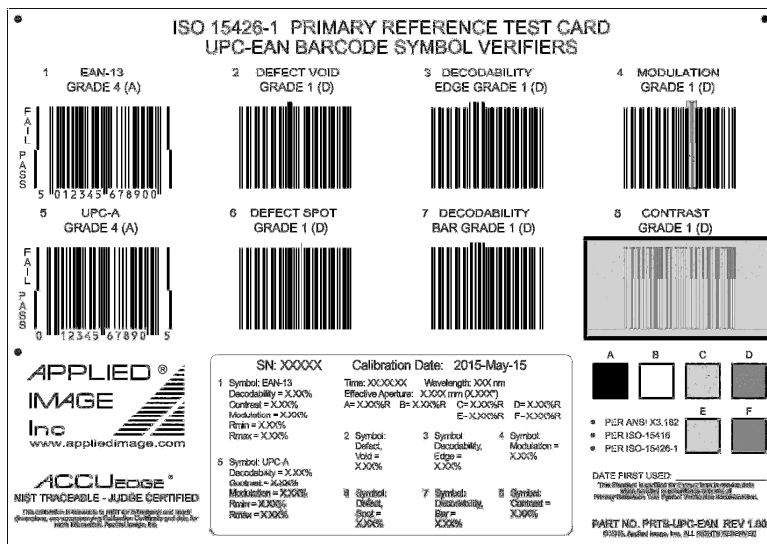 ISO 15426-1 PRIMARY REFERENCE TEST CARD
UPC-EAN BARCODE SYMBOL VERIFIERS
1 EAN-13
GRADE 4 (A)
2 DEFECT VOID
GRADE 1 (D)
3 DECODABILITY
EDGE GRADE 1 (D)
4 MODULATION
GRADE 1 (D)
FAIL
PASS
5 012345 678900
5 UPC-A
GRADE 4 (A)
6 DEFECT SPOT
GRADE 1 (D)
7 DECODABILITY
BAR GRADE 1 (D)
8 CONTRAST
GRADE 1 (D)
FAIL
PASS
0 12345 67890 5
APPLIED ®
IMAGE
Inc
www.appliedimage.com
ACCUEDGE®
NIST TRACEABLE - JUDGE CERTIFIED
SN: XXXXX Calibration Date: 2015-May-15
1 Symbol: EAN-13
Decodability = X.XX%
Contrast = X.XX%
Modulation = X.XX%
Rmin = X.XX%
Rmax = X.XX%
Time: XX:XX:XX Wavelength: XXX nm
Effective Aperture: X.XXX mm (X.XXX")
A= X.XX%R B= X.XX%R C= X.XX%R D= X.XX%R
E= X.XX%R F= X.XX%R
2 Symbol:
Defect,
Void =
X.XX%
3 Symbol:
Decodability,
Edge =
X.XX%
4 Symbol:
Modulation =
X.XX%
5 Symbol: UPC-A
Decodability = X.XX%
Contrast = X.XX%
Modulation = X.XX%
Rmin = X.XX%
Rmax = X.XX%
6 Symbol:
Defect,
Spot =
X.XX%
7 Symbol:
Decodability,
Bar =
X.XX%
8 Symbol:
Contrast =
X.XX%
A B C D
E F
PER ANSI X3.182
PER ISO-15416
PER ISO-15426-1
DATE FIRST USED:
PART NO. PRTS-UPC-EAN REV 1.00
©2015, Applied Image, Inc. ALL RIGHTS RESERVED